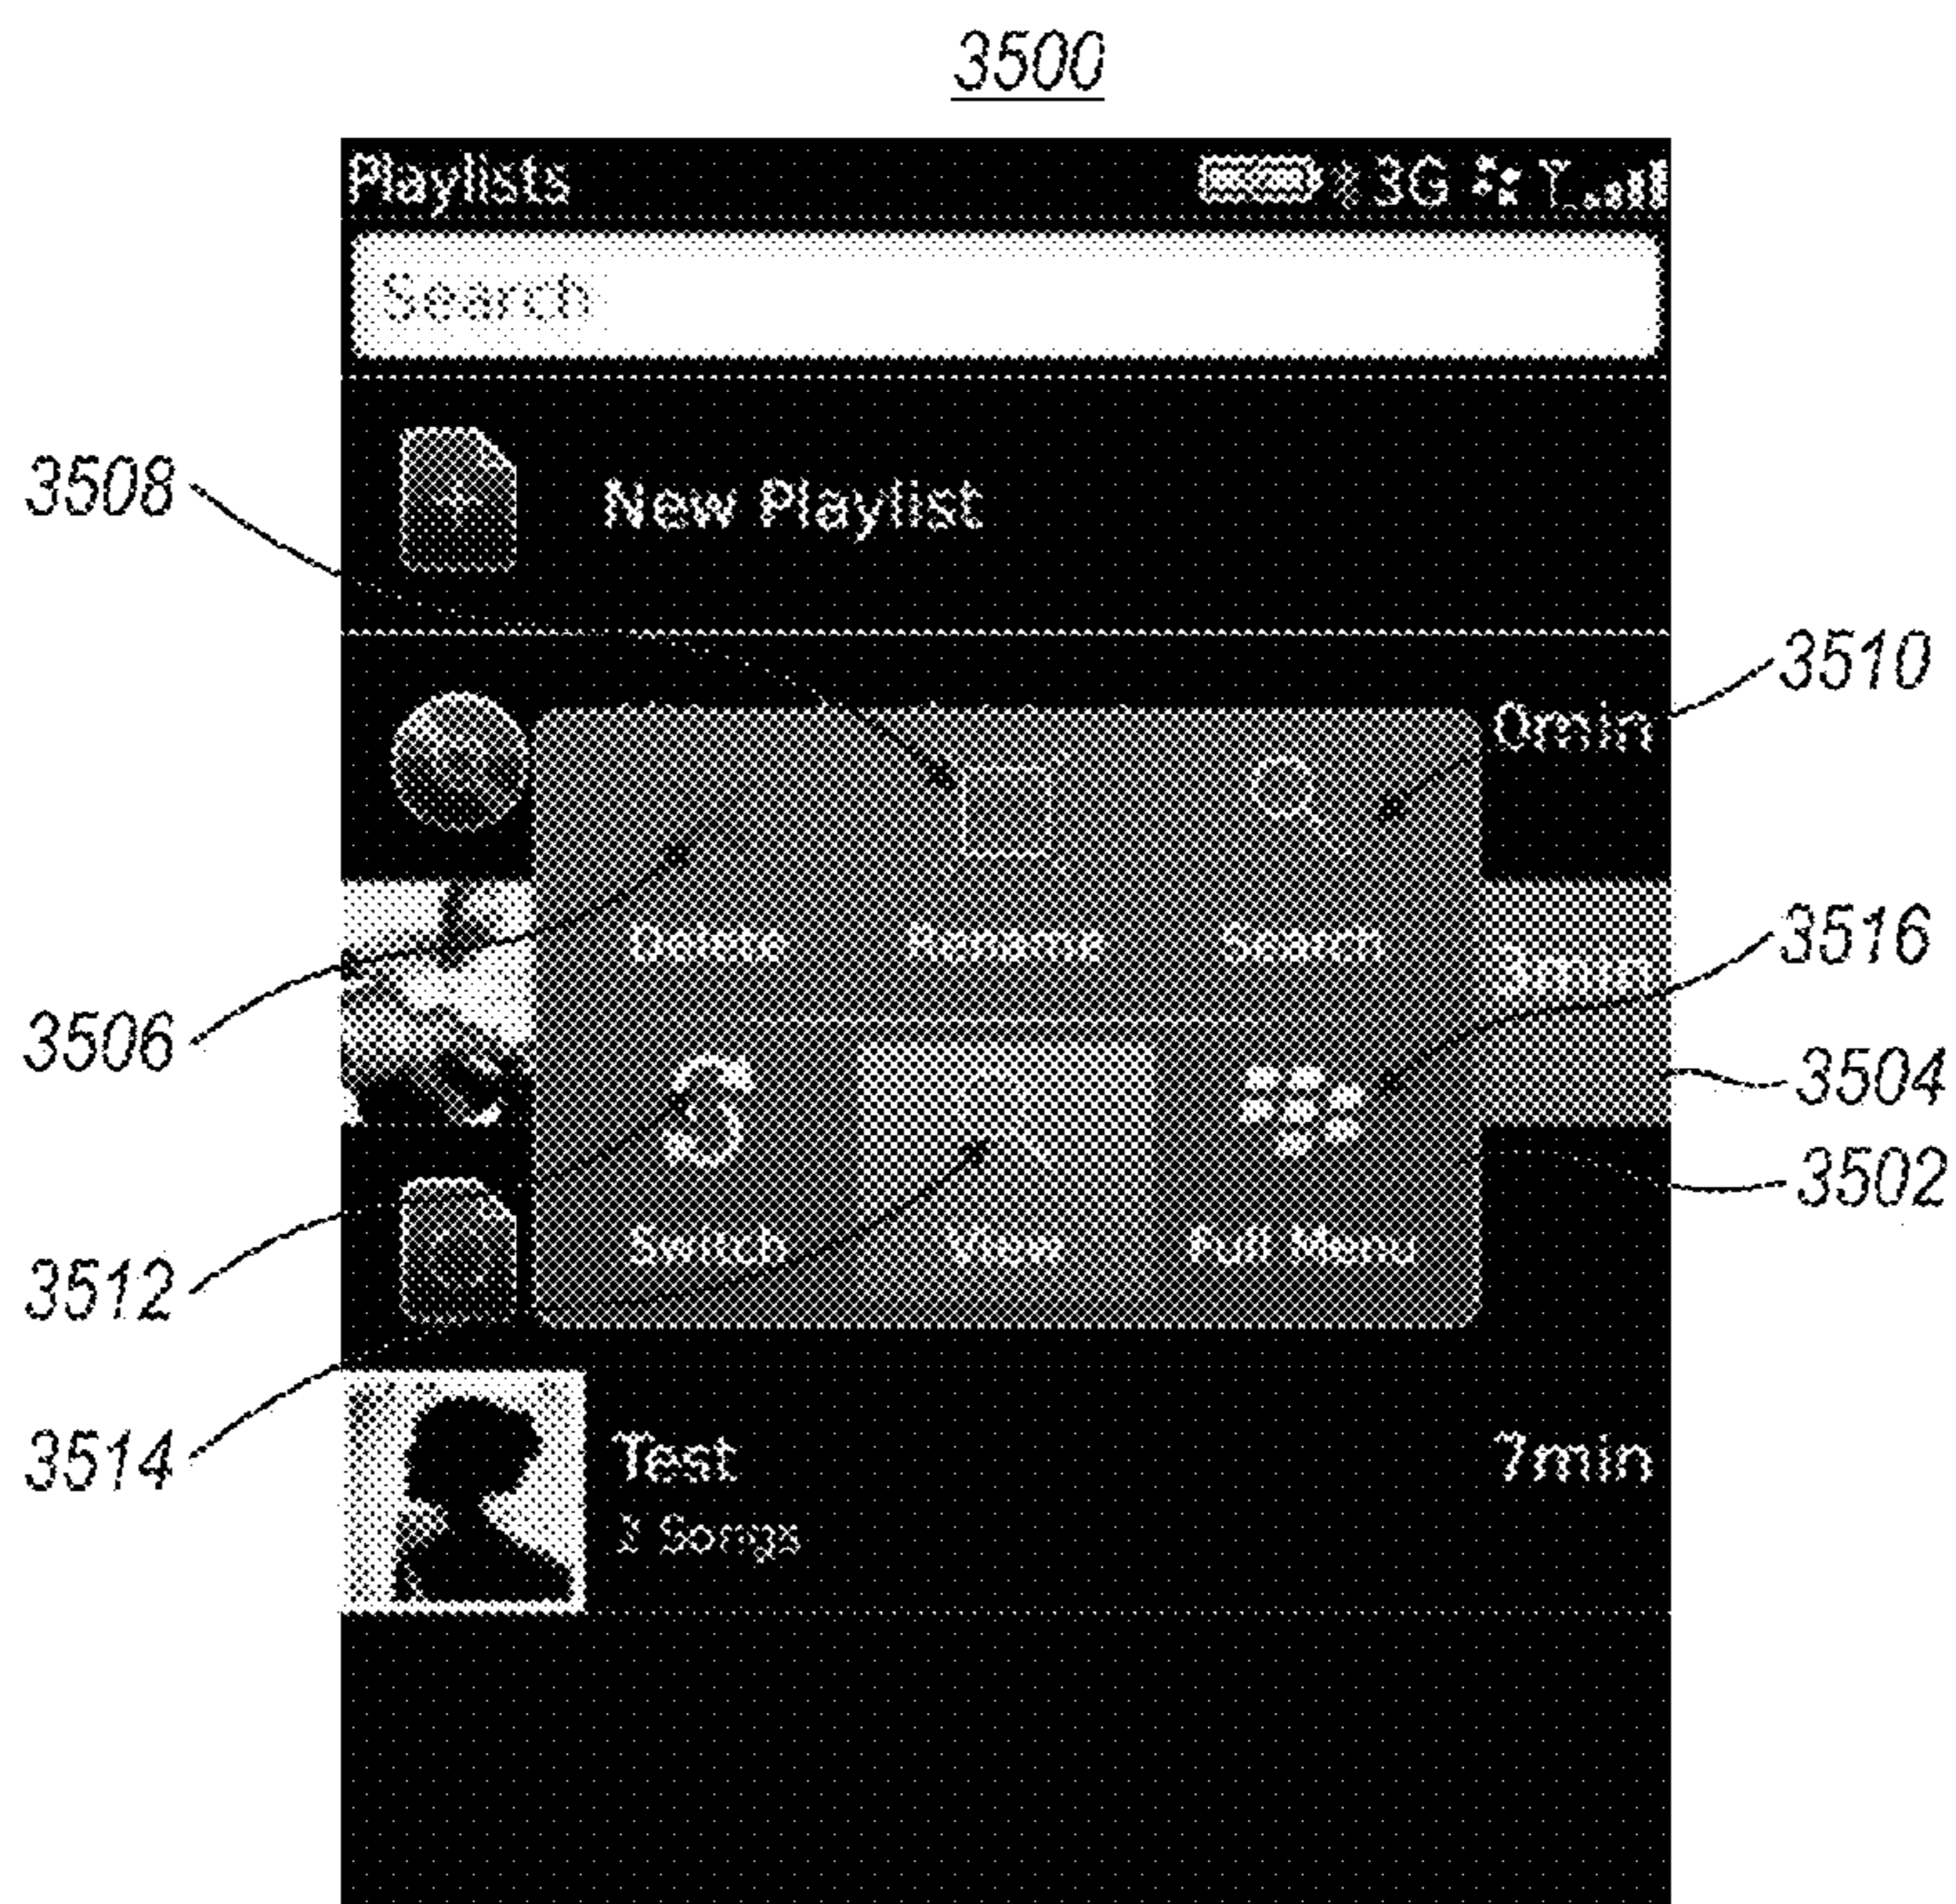 3500
Playlists 3G
Search
3508
New Playlist
3510
0min
Delete Rename Search
3516
3506
3504
3502
Switch View Full Menu
3512
3514
Test 7min
2 Songs